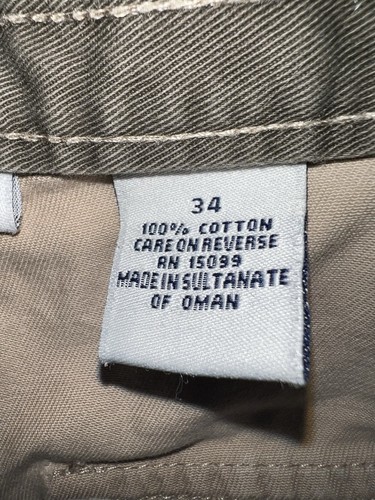 34
100% COTTON
CARE ON REVERSE
RN 15099
MADE IN SULTANATE
OF OMAN